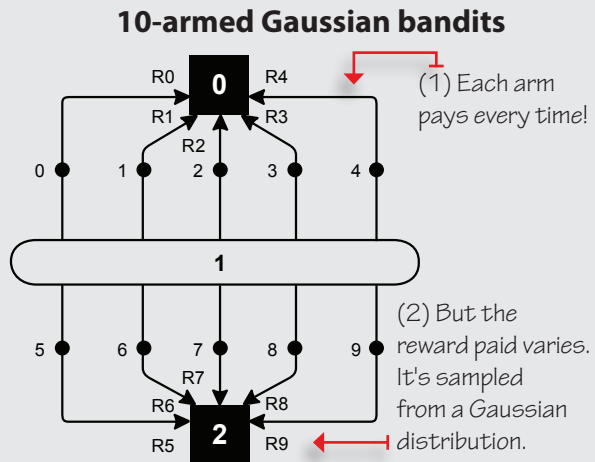 10-armed Gaussian bandits
R0
0
R4
R1
R3
R2
(1) Each arm
pays every time!
0
1
2
3
4
1
(2) But the
reward paid varies.
It's sampled
from a Gaussian
distribution.
5
6
7
8
9
R7
R6
R8
R5
2
R9